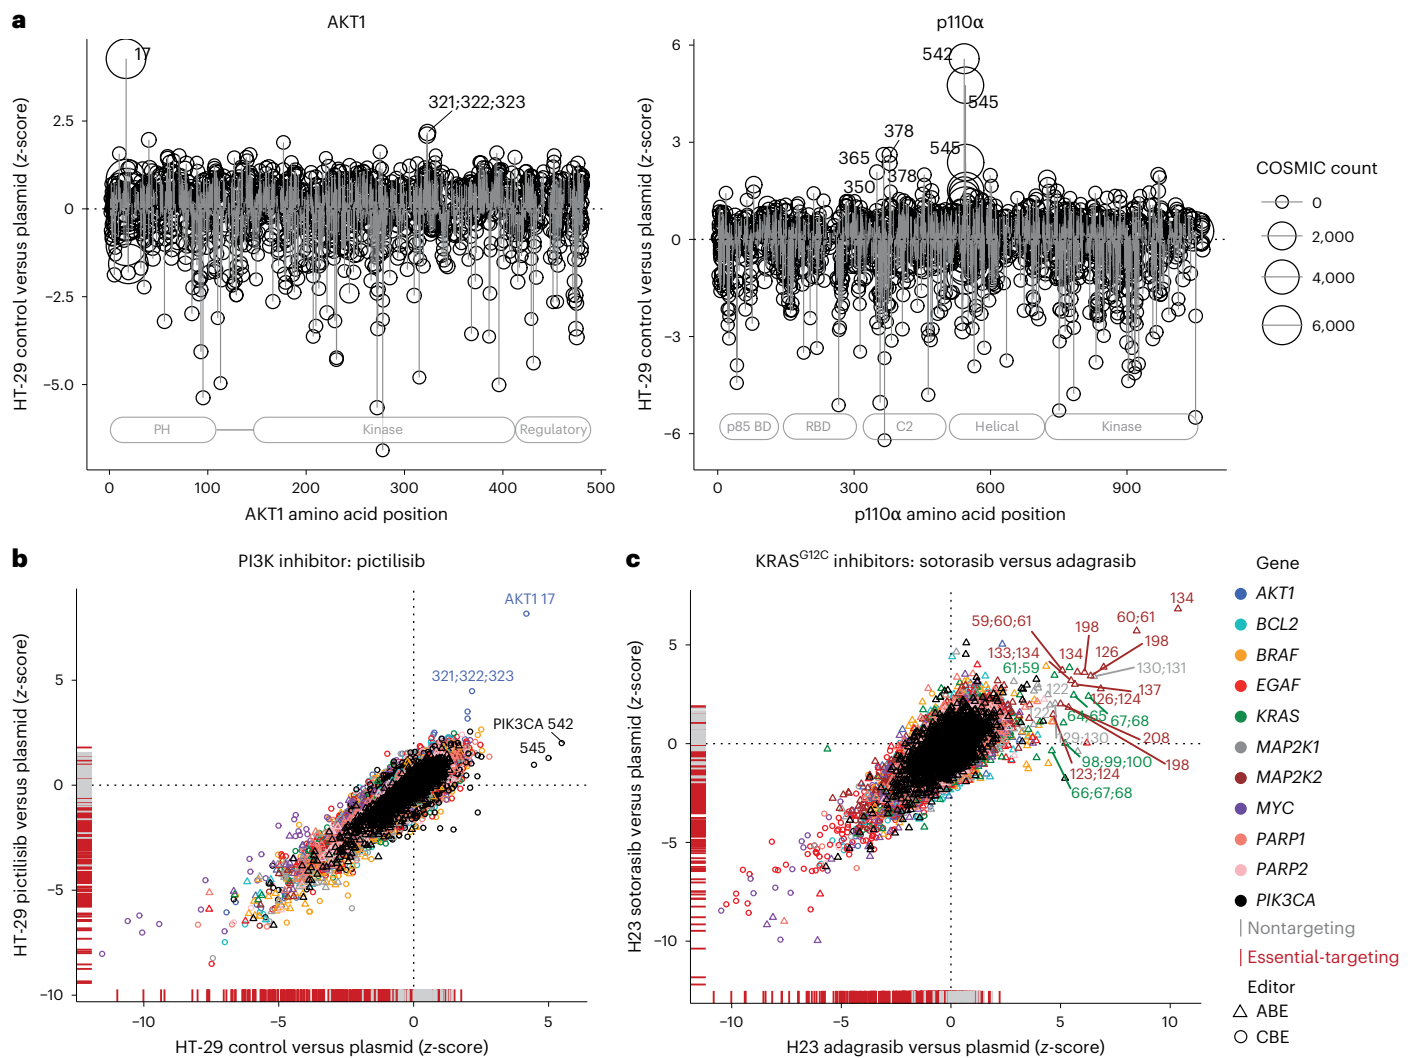 a
AKT1
p110α
HT-29 control versus plasmid (z-score)
2.5
0
−2.5
−5.0
17
321;322;323
PH
Kinase
Regulatory
0
100
200
300
400
500
AKT1 amino acid position
HT-29 control versus plasmid (z-score)
6
3
0
−3
−6
542
545
545
378
365
378
350
p85 BD
RBD
C2
Helical
Kinase
0
300
600
900
p110α amino acid position
COSMIC count
0
2,000
4,000
6,000
b
PI3K inhibitor: pictilisib
HT-29 pictilisib versus plasmid (z-score)
5
0
−5
−10
AKT1 17
321;322;323
PIK3CA 542
545
−10
−5
0
5
HT-29 control versus plasmid (z-score)
c
KRASG12C inhibitors: sotorasib versus adagrasib
H23 sotorasib versus plasmid (z-score)
5
0
−5
−10
134
60;61
59;60;61
198
198
133;134
134
126
61;59
130;131
122
137
126;124
122
64;65
67;68
129;130
208
98;99;100
198
123;124
66;67;68
−10
−5
0
5
10
H23 adagrasib versus plasmid (z-score)
Gene
AKT1
BCL2
BRAF
EGAF
KRAS
MAP2K1
MAP2K2
MYC
PARP1
PARP2
PIK3CA
Nontargeting
Essential-targeting
Editor
ABE
CBE